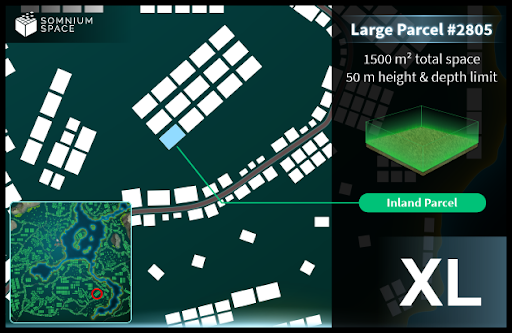 SOMNIUM
SPACE
Large Parcel #2805
1500 m² total space
50 m height & depth limit
Inland Parcel
XL